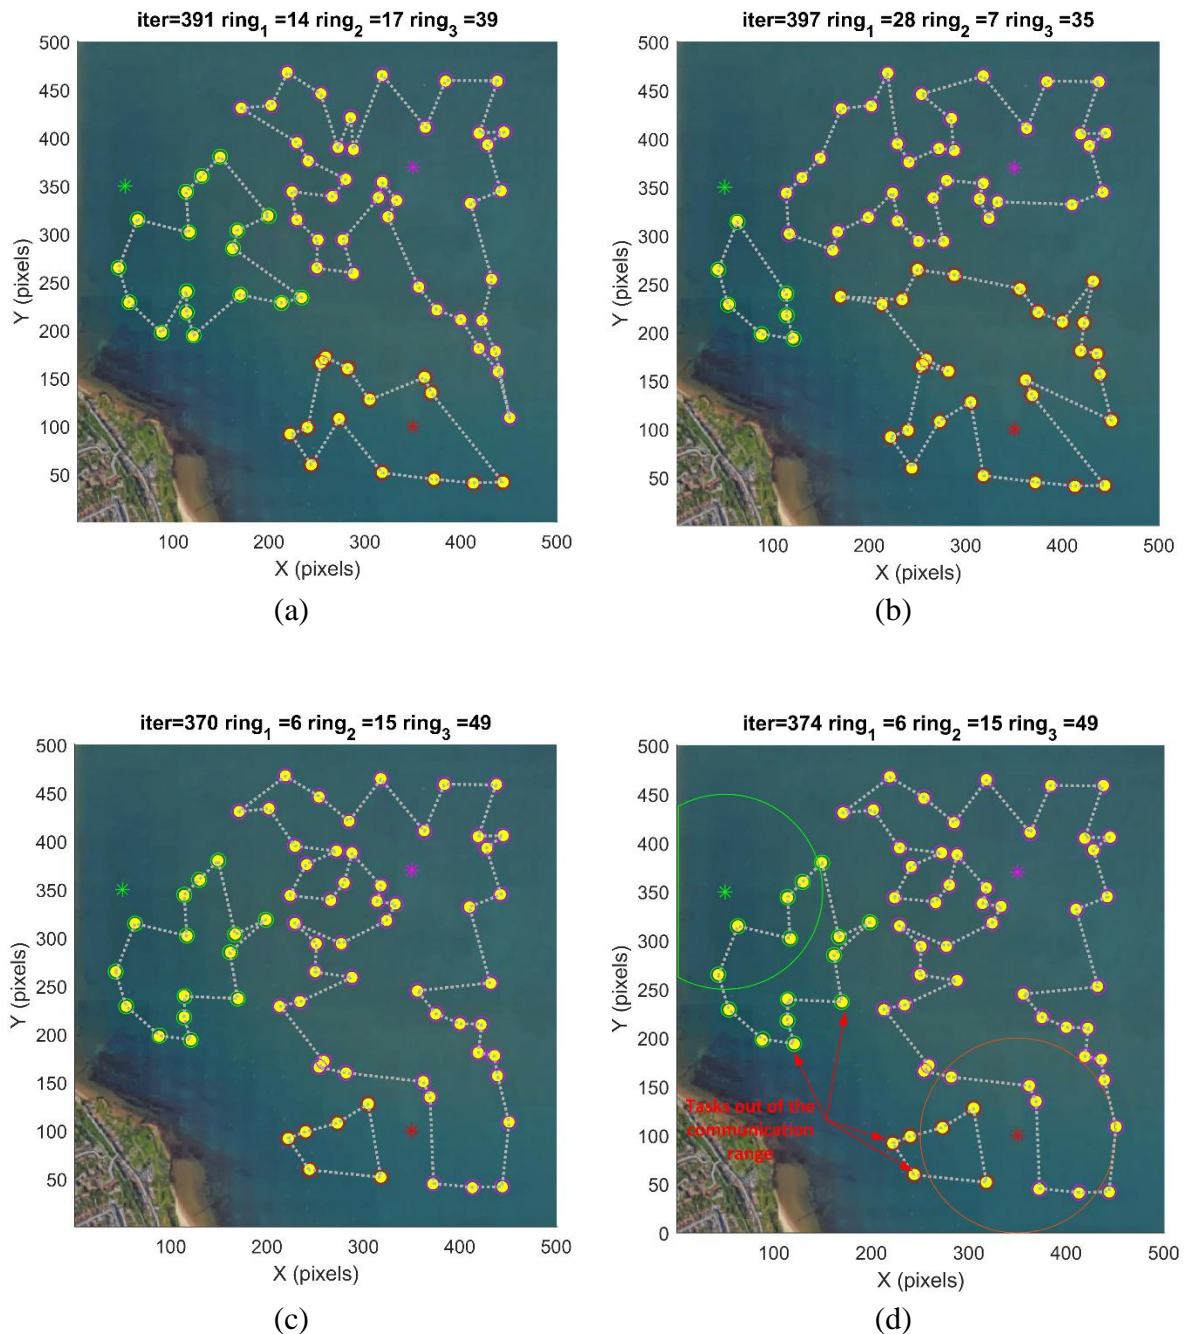 iter=391 ring1 =14 ring2 =17 ring3 =39
500
450
400
350
300
250
200
150
100
50
Y (pixels)
100 200 300 400 500
X (pixels)
(a)
iter=397 ring1 =28 ring2 =7 ring3 =35
500
450
400
350
300
250
200
150
100
50
Y (pixels)
100 200 300 400 500
X (pixels)
(b)
iter=370 ring1 =6 ring2 =15 ring3 =49
500
450
400
350
300
250
200
150
100
50
Y (pixels)
100 200 300 400 500
X (pixels)
(c)
iter=374 ring1 =6 ring2 =15 ring3 =49
500
450
400
350
300
250
200
150
100
50
0
Y (pixels)
Tasks out of the
communication
range
100 200 300 400 500
X (pixels)
(d)